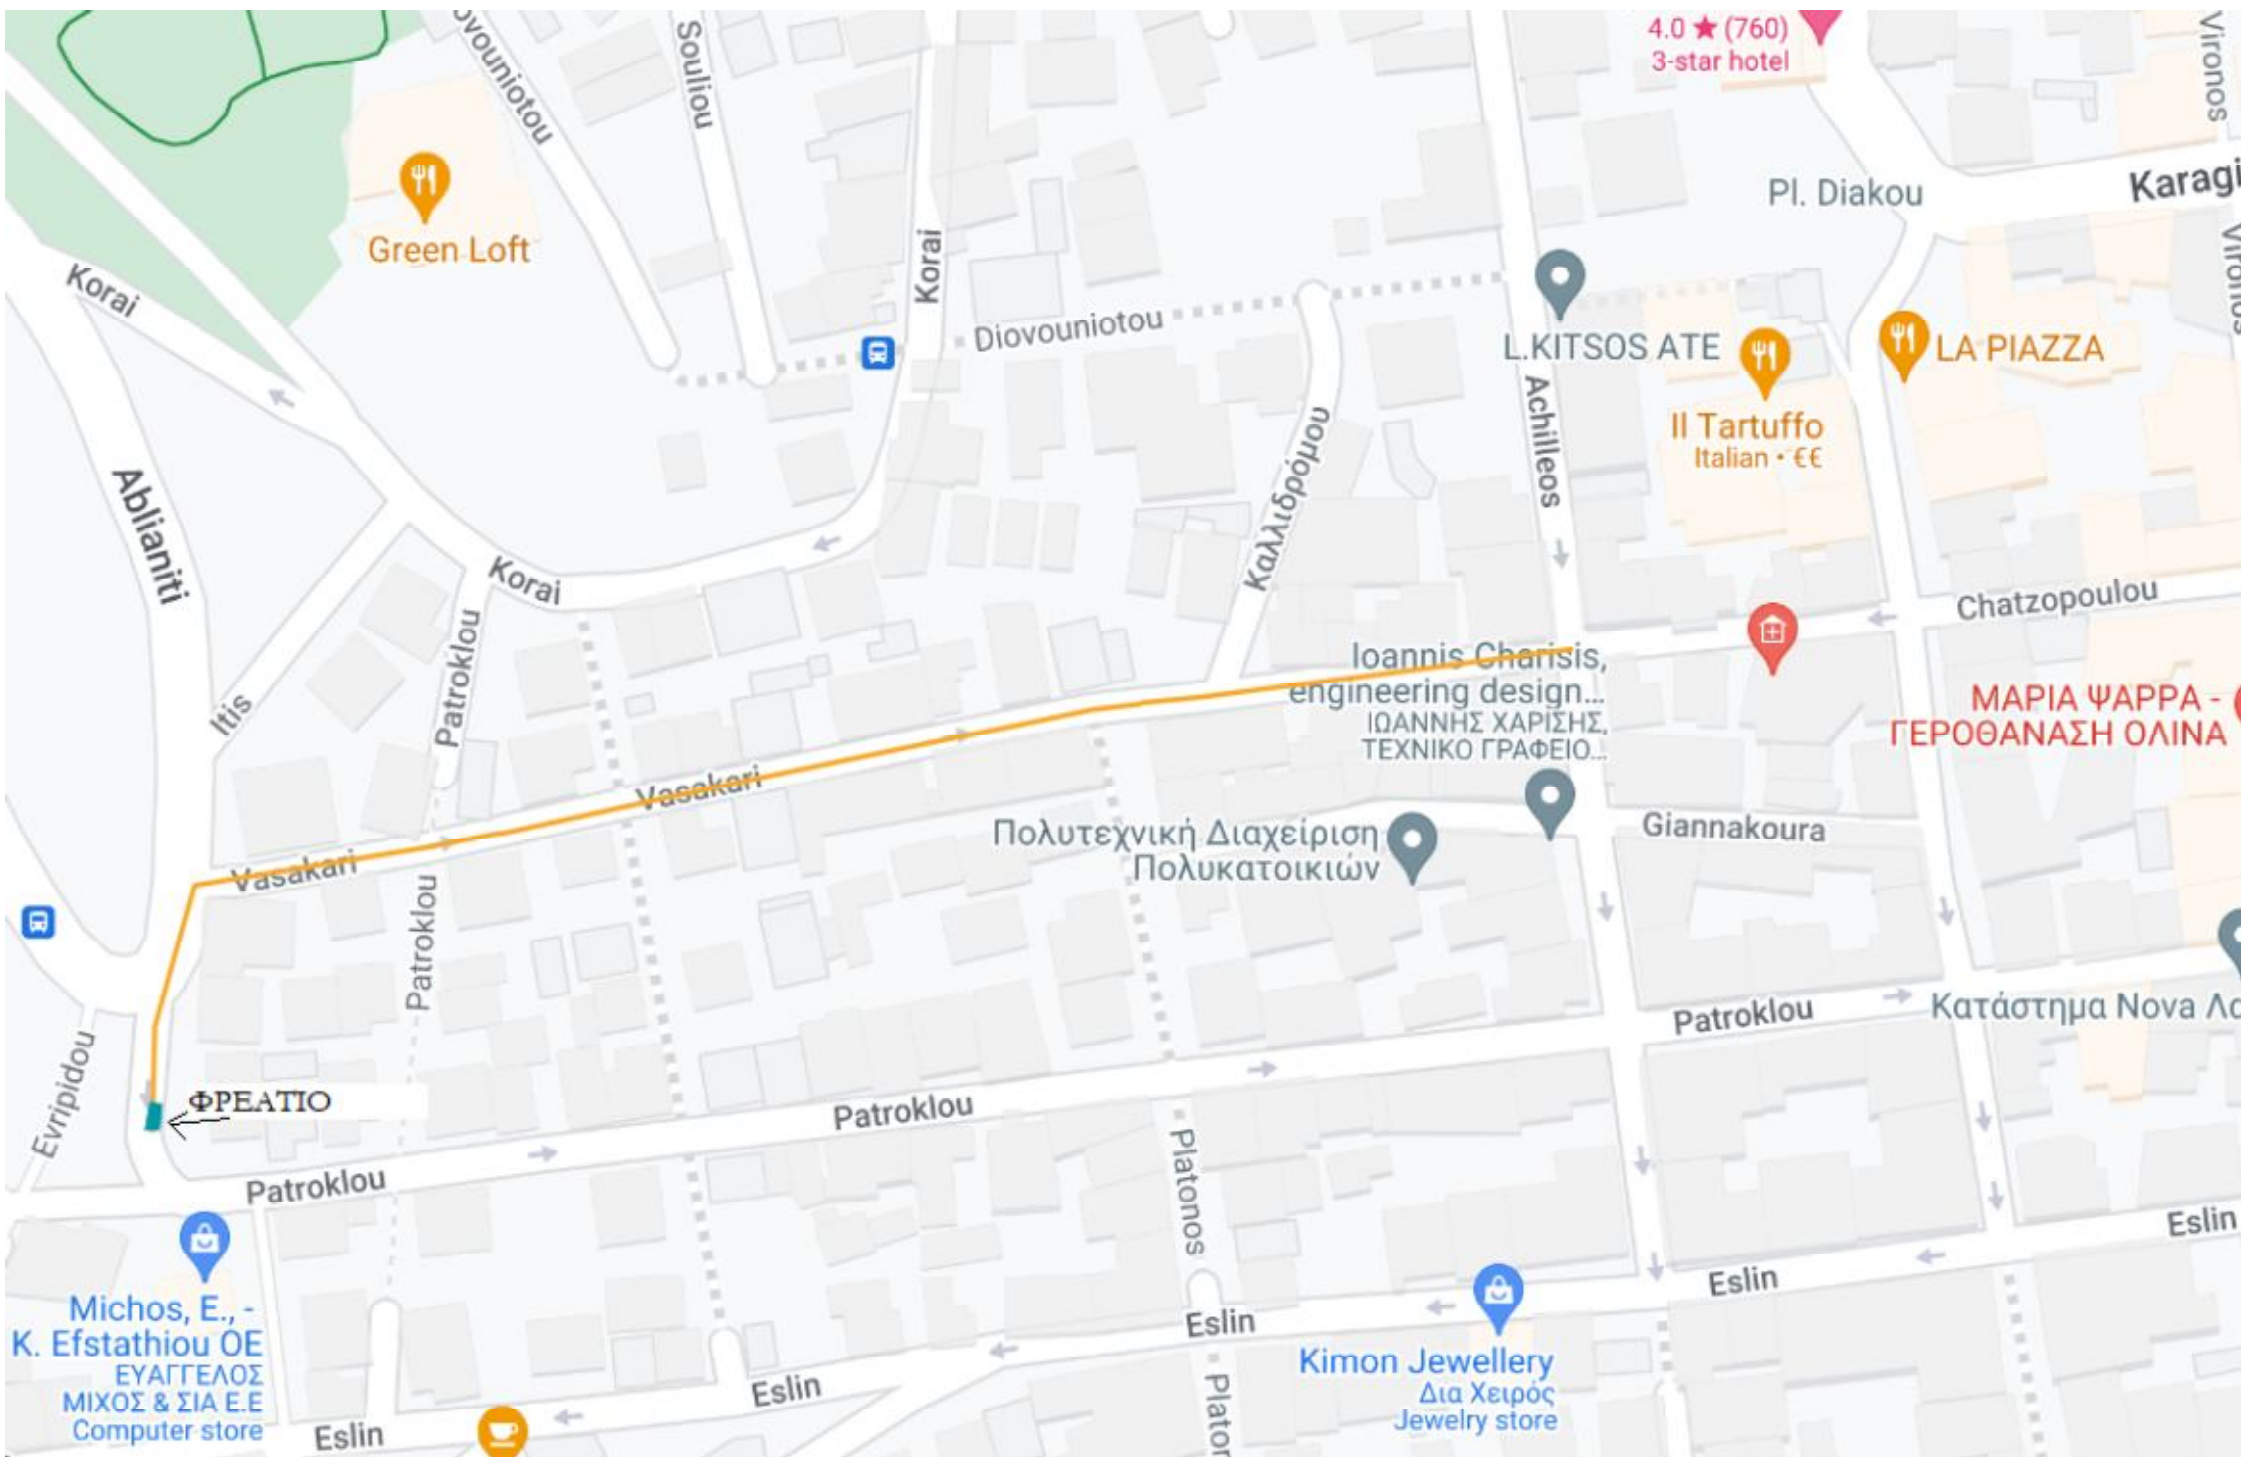 4.0 ★ (760)
3-star hotel
Vironos
Souliou
Pl. Diakou
Karagi
Green Loft
Korai
Korai
Diovouniotou
L.KITSOS ATE
LA PIAZZA
Achilleos
Il Tartuffo
Italian • €€
Καλλιδρόμου
Ablianiti
Korai
Chatzopoulou
Patroklou
Itis
Ioannis Charisis,
engineering design...
ΙΩΑΝΝΗΣ ΧΑΡΙΣΗΣ,
ΤΕΧΝΙΚΟ ΓΡΑΦΕΙΟ...
ΜΑΡΙΑ ΨΑΡΡΑ -
ΓΕΡΟΘΑΝΑΣΗ ΟΛΙΝΑ
Vasakari
Vasakari
Πολυτεχνική Διαχείριση
Πολυκατοικιών
Giannakoura
Patroklou
Patroklou
Κατάστημα Nova
Evripidou
ΦΡΕΑΤΙΟ
Patroklou
Patroklou
Platonos
Eslin
Eslin
Eslin
Michos, E., -
K. Efstathiou OE
ΕΥΑΓΓΕΛΟΣ
ΜΙΧΟΣ & ΣΙΑ Ε.Ε
Computer store
Kimon Jewellery
Δια Χειρός
Jewelry store
Eslin
Eslin